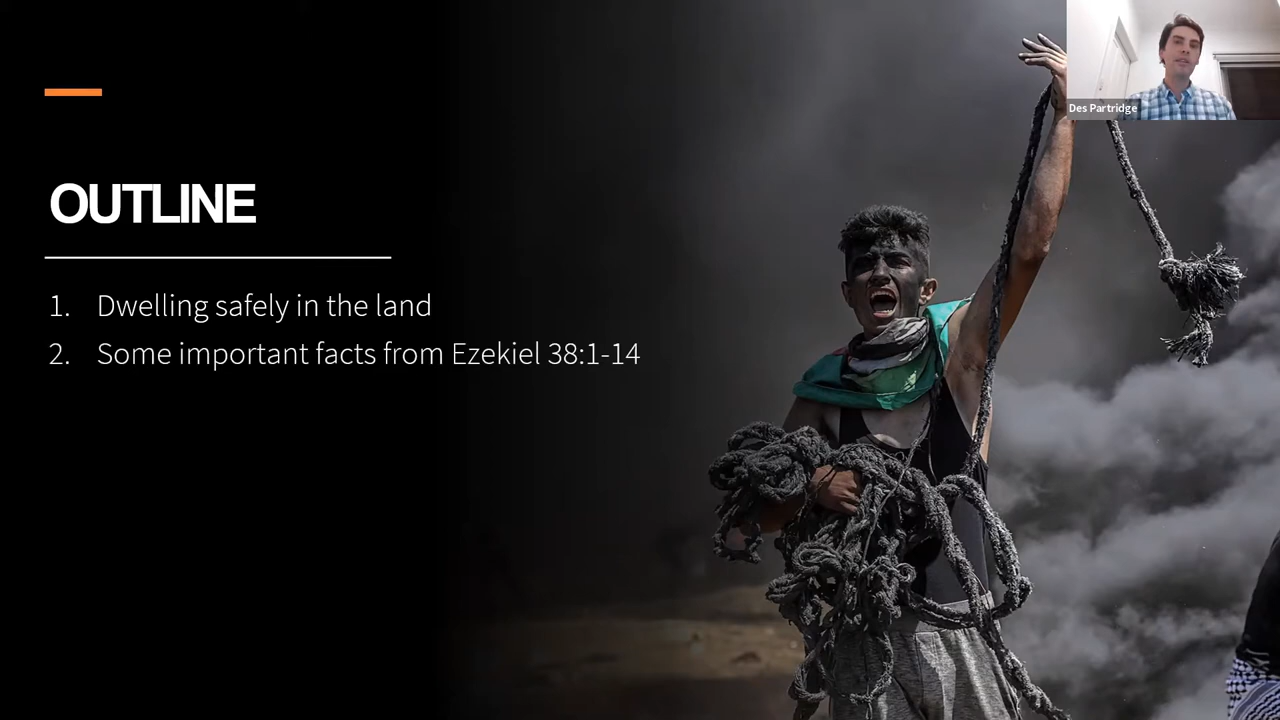 Des Partridge
OUTLINE
1. Dwelling safely in the land
2. Some important facts from Ezekiel 38:1-14